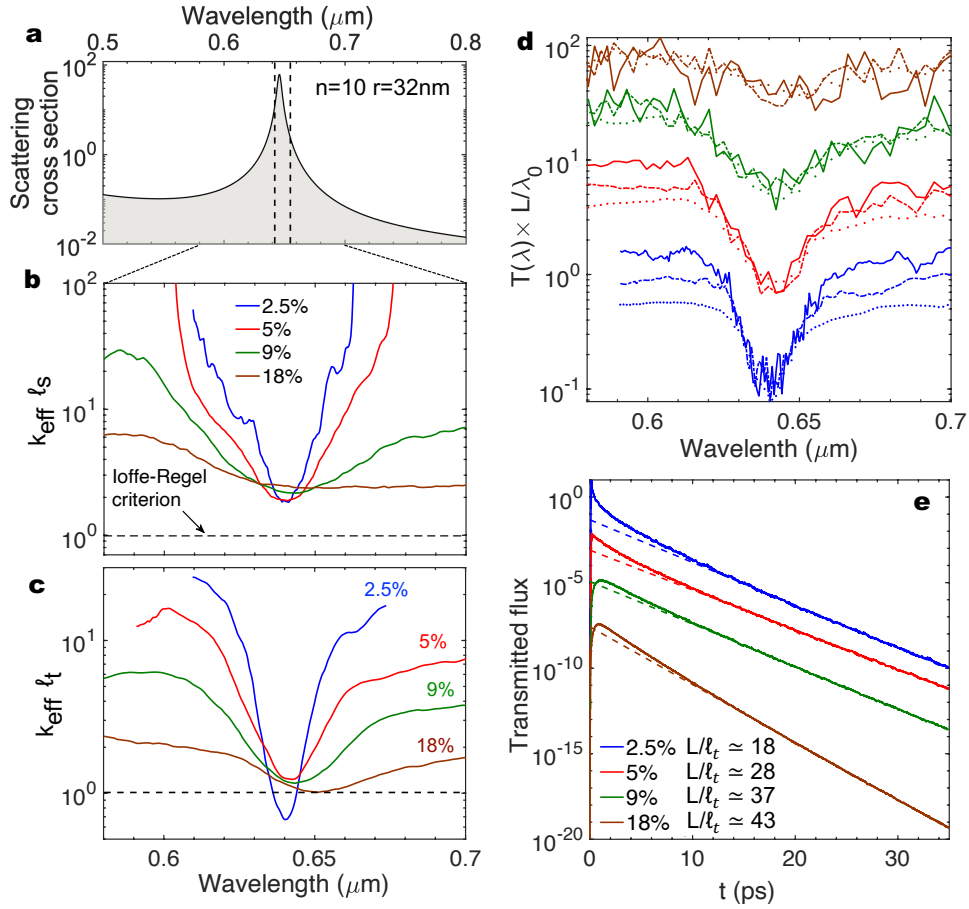 Wavelength (μm)
a
0.5 0.6 0.7 0.8
Scattering
cross section
10^2
10^0
10^-2
n=10 r=32nm
b
k_eff ℓ_s
10^2
10^1
10^0
2.5%
5%
9%
18%
Ioffe-Regel
criterion
c
k_eff ℓ_t
10^1
10^0
2.5%
5%
9%
18%
0.6 0.65 0.7
Wavelength (μm)
d
T(λ) × L/λ_0
10^2
10^1
10^0
10^-1
0.6 0.65 0.7
Wavelenth (μm)
e
Transmitted flux
10^0
10^-5
10^-10
10^-15
10^-20
2.5% L/ℓ_t ≃ 18
5% L/ℓ_t ≃ 28
9% L/ℓ_t ≃ 37
18% L/ℓ_t ≃ 43
0 10 20 30
t (ps)